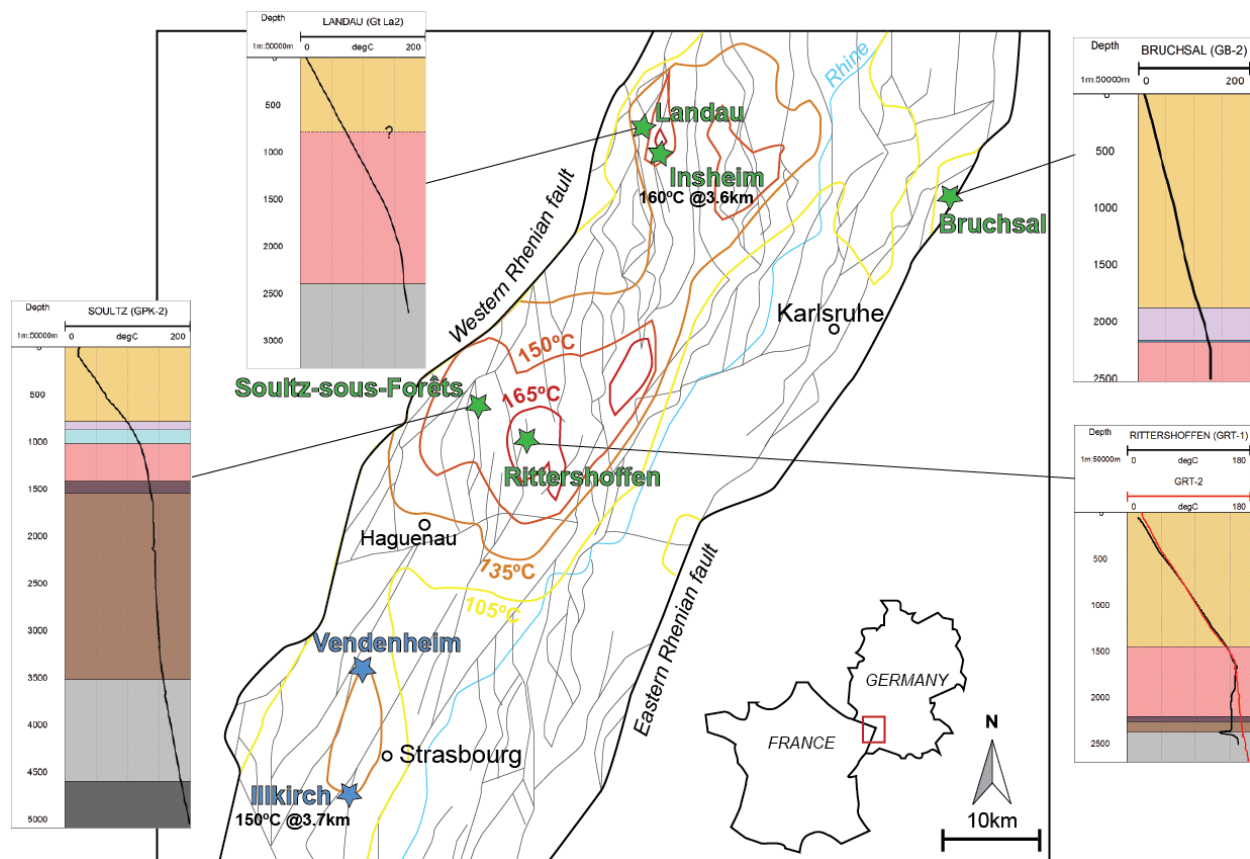 LANDAU (Gt La2)
Depth
1m:50000m
0 degC 200
0
500
?
1000
1500
2000
2500
3000
BRUCHSAL (GB-2)
Depth
1m:50000m
0 200
0
500
1000
1500
2000
2500
SOULTZ (GPK-2)
Depth
1m:50000m
0 degC 200
500
1000
1500
2000
2500
3000
3500
4000
4500
5000
RITTERSHOFFEN (GRT-1)
Depth
1m:50000m
0 degC 180
GRT-2
0 degC 180
0
500
1000
1500
2000
2500
Rhine
Landau
Insheim
160ºC @3.6km
Bruchsal
Western Rhenian fault
Karlsruhe
150ºC
Soultz-sous-Forêts
165ºC
Rittershoffen
Haguenau
135ºC
105ºC
Vendenheim
Eastern Rhenian fault
Strasbourg
Illkirch
150ºC @3.7km
GERMANY
FRANCE
N
10km